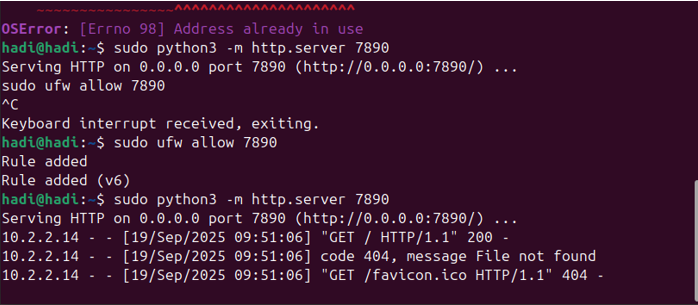 ~~~~~~~~~~~~~~~~^^^^^^^^^^^^^^^^^^^^^
OSError: [Errno 98] Address already in use
hadi@hadi:~$ sudo python3 -m http.server 7890
Serving HTTP on 0.0.0.0 port 7890 (http://0.0.0.0:7890/) ...
sudo ufw allow 7890
^C
Keyboard interrupt received, exiting.
hadi@hadi:~$ sudo ufw allow 7890
Rule added
Rule added (v6)
hadi@hadi:~$ sudo python3 -m http.server 7890
Serving HTTP on 0.0.0.0 port 7890 (http://0.0.0.0:7890/) ...
10.2.2.14 - - [19/Sep/2025 09:51:06] "GET / HTTP/1.1" 200 -
10.2.2.14 - - [19/Sep/2025 09:51:06] code 404, message File not found
10.2.2.14 - - [19/Sep/2025 09:51:06] "GET /favicon.ico HTTP/1.1" 404 -